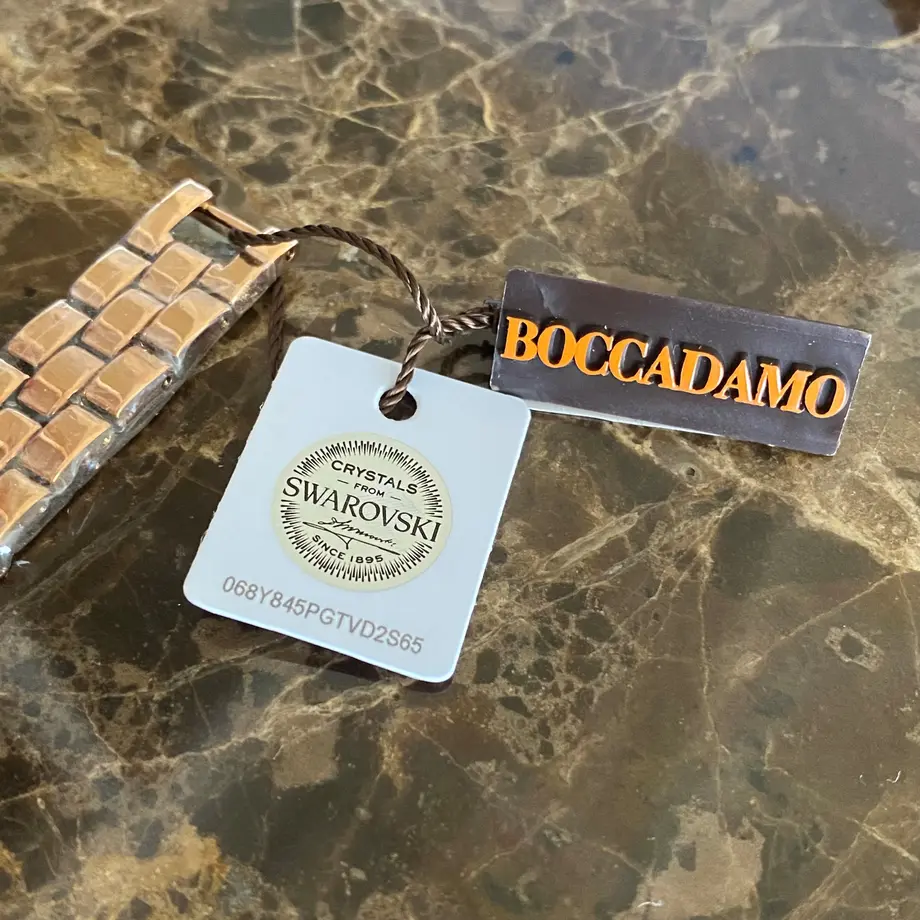 BOCCADAMO
CRYSTALS
FROM
SWAROVSKI
SINCE 1895
068Y845PGTVD2S65